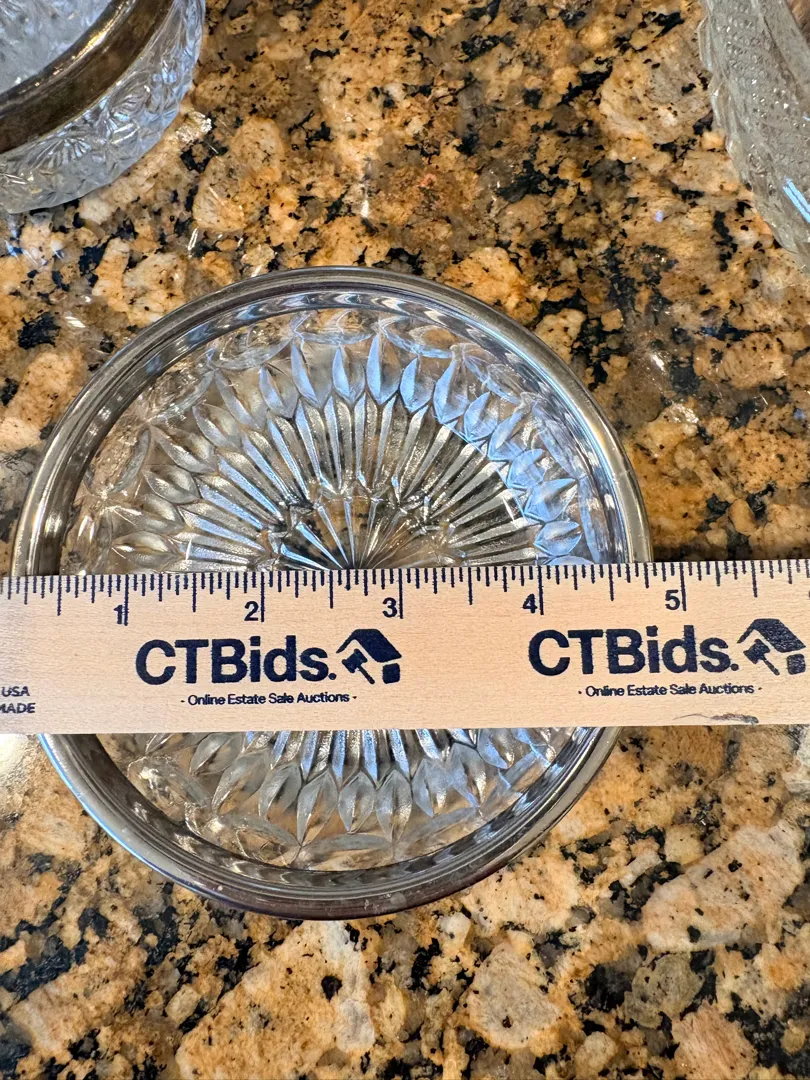 1 2 3 4 5
CTBids. CTBids.
- Online Estate Sale Auctions - - Online Estate Sale Auctions -
USA
MADE